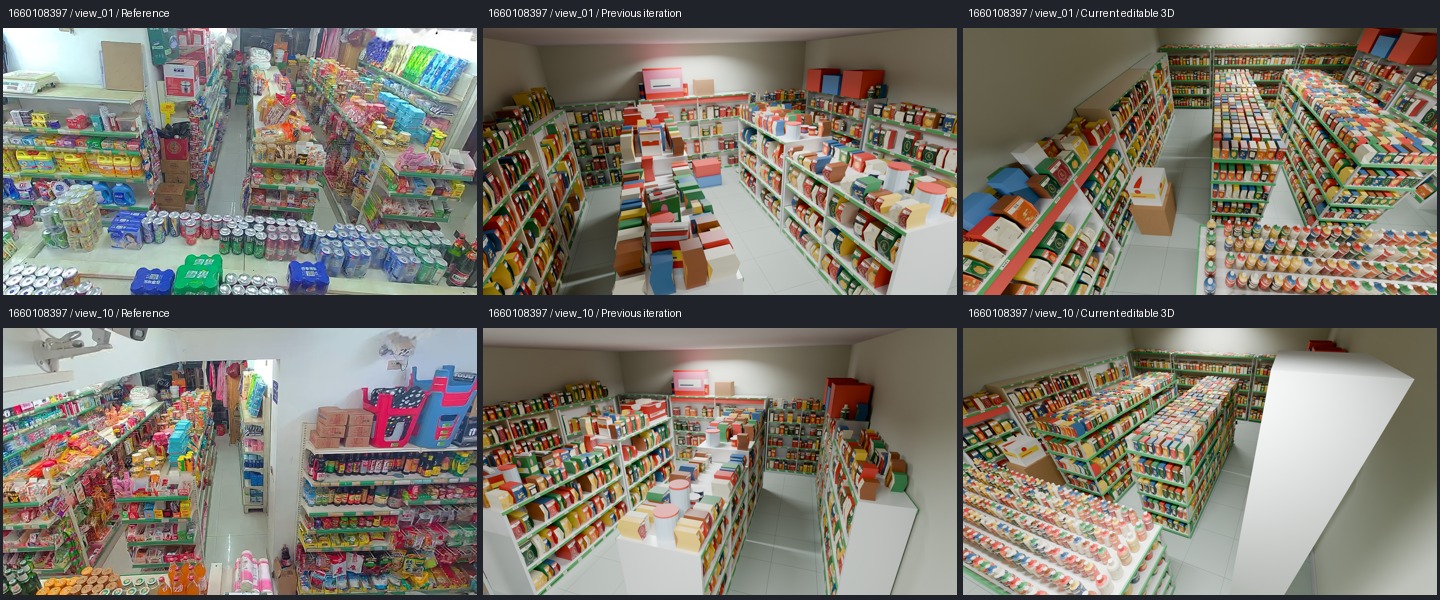 1660108397 / view_01 / Reference
1660108397 / view_01 / Previous iteration
1660108397 / view_01 / Current editable 3D
1660108397 / view_10 / Reference
1660108397 / view_10 / Previous iteration
1660108397 / view_10 / Current editable 3D